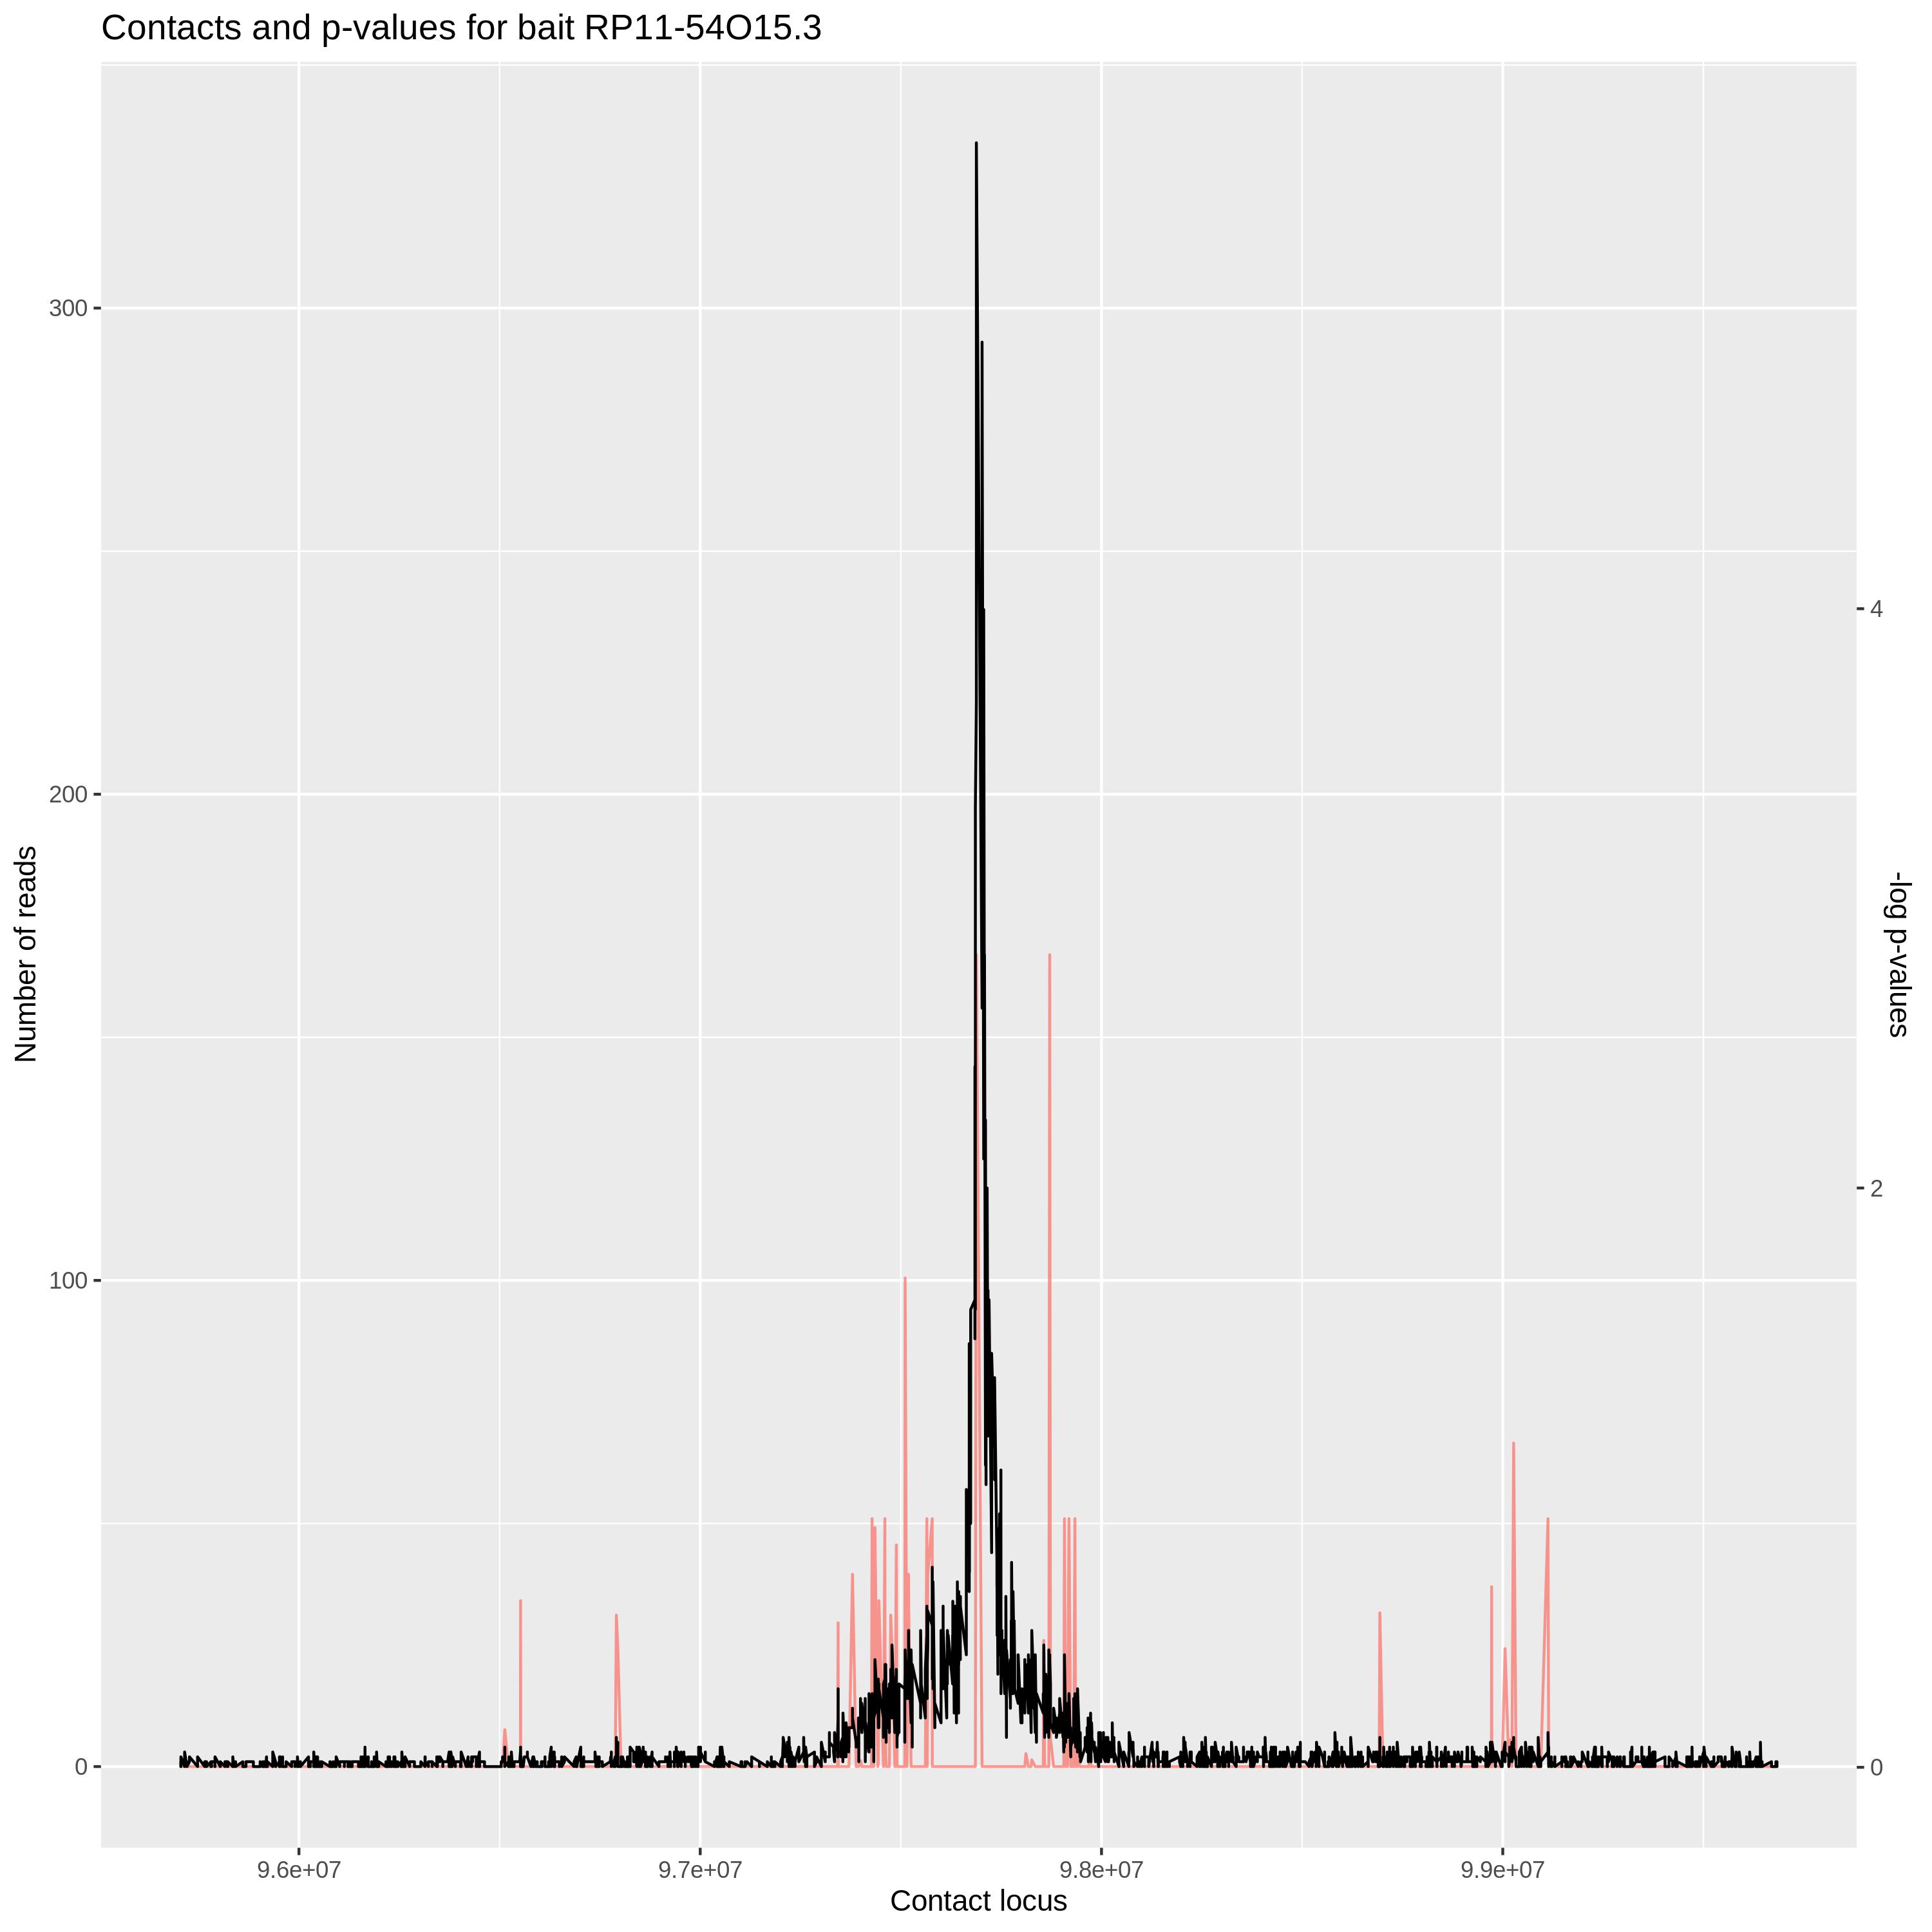 Contacts and p-values for bait RP11-54O15.3
Number of reads
300
200
100
0
-log p-values
4
2
0
9.6e+07 9.7e+07 9.8e+07 9.9e+07
Contact locus